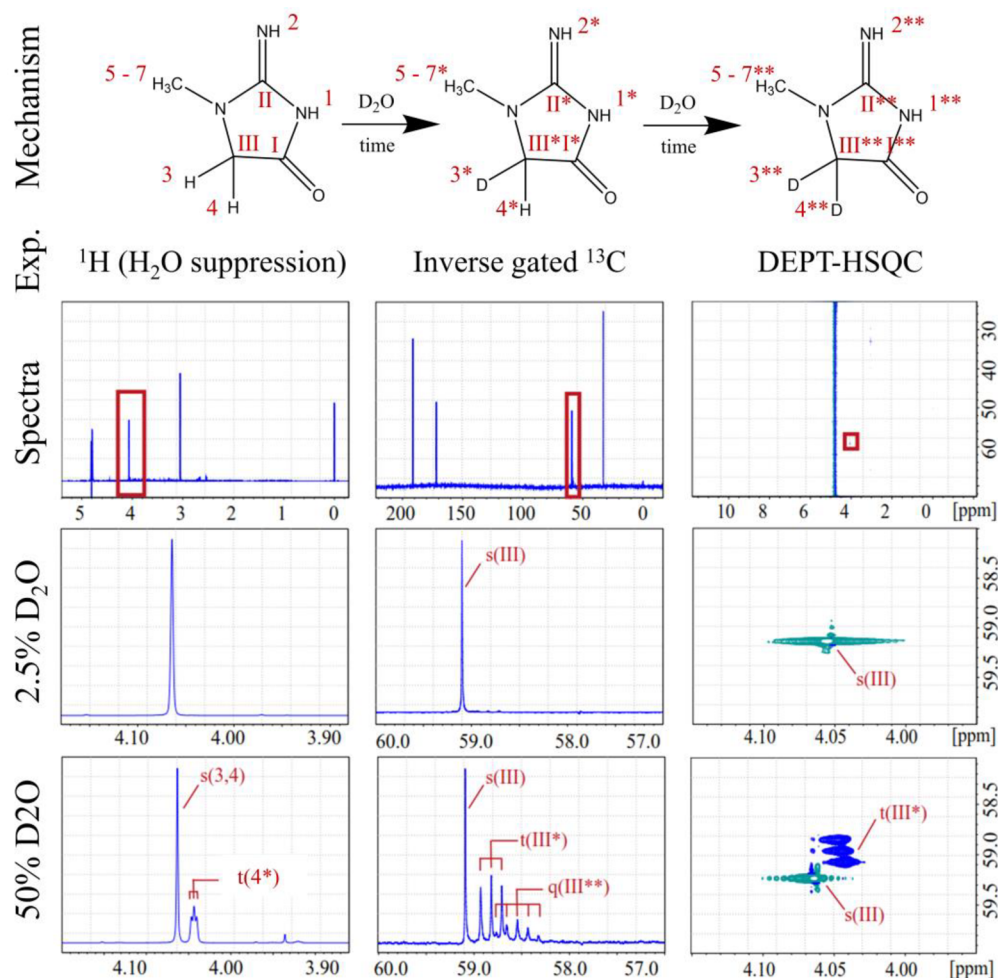 Mechanism
NH 2
5 - 7 H₃C
N
II
NH 1
III I
H
3
H
4
O
D₂O
time
NH 2*
5 - 7* H₃C
N
II*
NH 1*
III* I*
3* D
4* H
O
D₂O
time
NH 2**
5 - 7** H₃C
N
II**
NH 1**
III** I**
3** D
4** D
O
Exp.
¹H (H₂O suppression)
Inverse gated ¹³C
DEPT-HSQC
Spectra
5 4 3 2 1 0
200 150 100 50 0
10 8 6 4 2 0 [ppm]
30
40
50
60
2.5% D₂O
4.10 4.00 3.90
s(III)
60.0 59.0 58.0 57.0
s(III)
4.10 4.05 4.00 [ppm]
58.5
59.0
59.5
50% D2O
s(3,4)
t(4*)
4.10 4.00 3.90
s(III)
t(III*)
q(III**)
60.0 59.0 58.0 57.0
t(III*)
s(III)
4.10 4.05 4.00 [ppm]
58.5
59.0
59.5